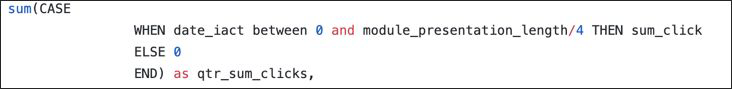 sum(CASE
WHEN date_iact between 0 and module_presentation_length/4 THEN sum_click
ELSE 0
END) as qtr_sum_clicks,